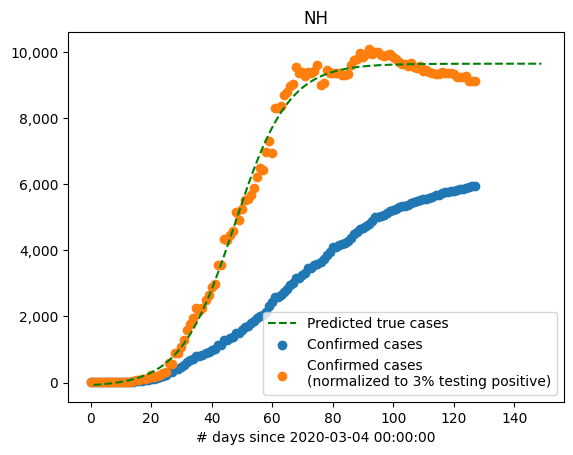 NH
10,000
8,000
6,000
4,000
2,000
0
Predicted true cases
Confirmed cases
Confirmed cases
(normalized to 3% testing positive)
0 20 40 60 80 100 120 140
# days since 2020-03-04 00:00:00